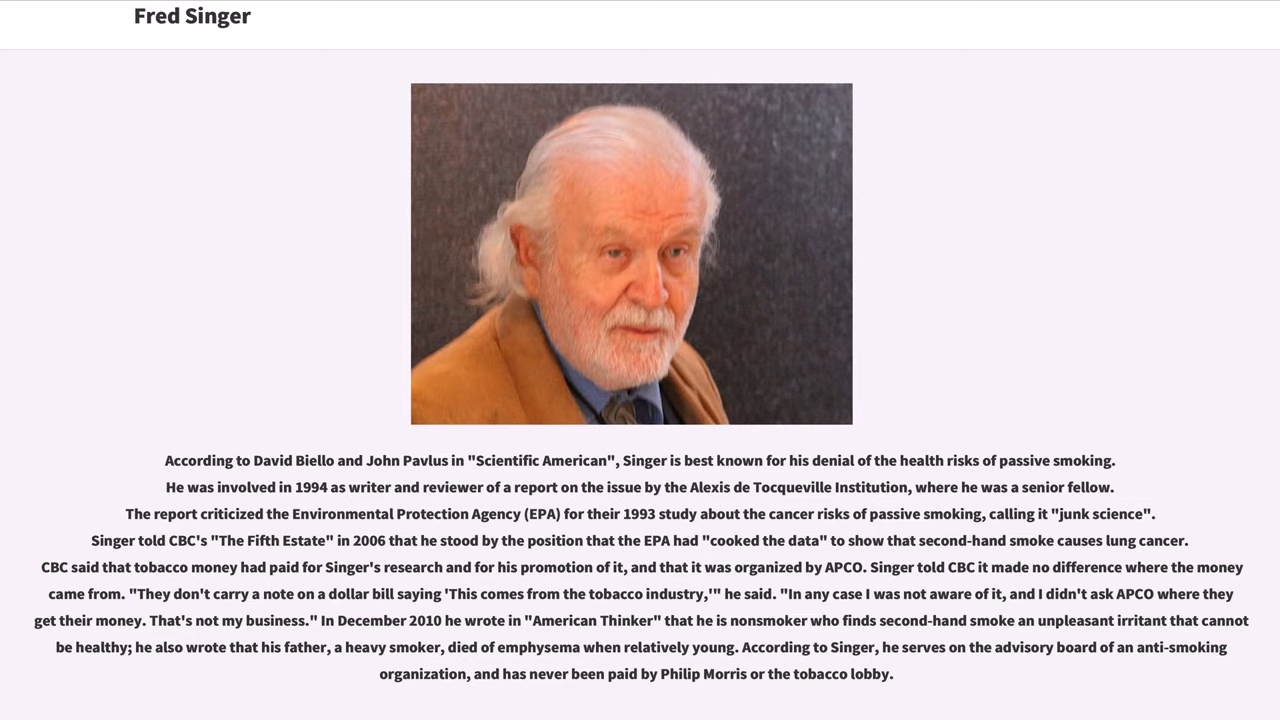 Fred Singer
According to David Biello and John Pavlus in "Scientific American", Singer is best known for his denial of the health risks of passive smoking.
He was involved in 1994 as writer and reviewer of a report on the issue by the Alexis de Tocqueville Institution, where he was a senior fellow.
The report criticized the Environmental Protection Agency (EPA) for their 1993 study about the cancer risks of passive smoking, calling it "junk science".
Singer told CBC's "The Fifth Estate" in 2006 that he stood by the position that the EPA had "cooked the data" to show that second-hand smoke causes lung cancer.
CBC said that tobacco money had paid for Singer's research and for his promotion of it, and that it was organized by APCO. Singer told CBC it made no difference where the money
came from. "They don't carry a note on a dollar bill saying 'This comes from the tobacco industry,'" he said. "In any case I was not aware of it, and I didn't ask APCO where they
get their money. That's not my business." In December 2010 he wrote in "American Thinker" that he is nonsmoker who finds second-hand smoke an unpleasant irritant that cannot
be healthy; he also wrote that his father, a heavy smoker, died of emphysema when relatively young. According to Singer, he serves on the advisory board of an anti-smoking
organization, and has never been paid by Philip Morris or the tobacco lobby.